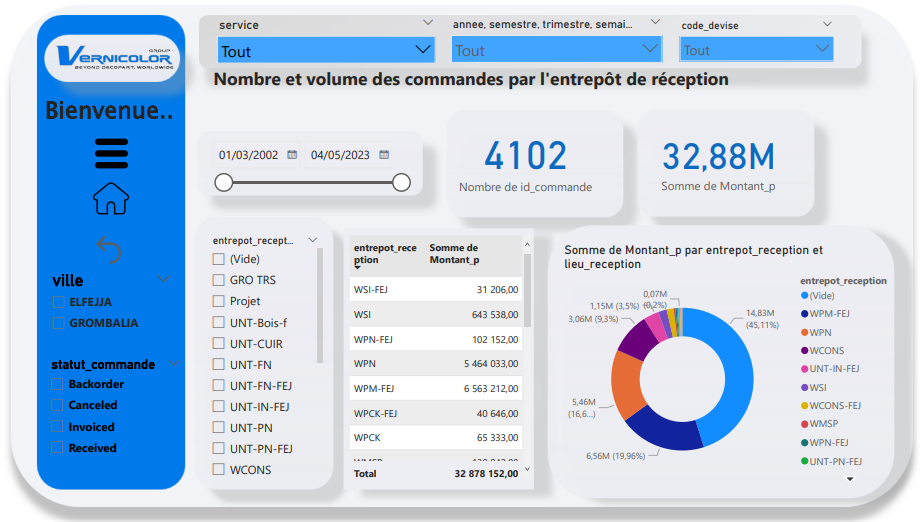 service
annee, semestre, trimestre, semai...
code_devise
Tout
Tout
Tout
GROUP
VERNICOLOR
BEYOND DECOPART, WORLDWIDE
Nombre et volume des commandes par l'entrepôt de réception
Bienvenue..
01/03/2002
04/05/2023
4102
Nombre de id_commande
32,88M
Somme de Montant_p
ville
ELFEJJA
GROMBALIA
statut_commande
Backorder
Canceled
Invoiced
Received
entrepot_recept...
(Vide)
GRO TRS
Projet
UNT-Bois-f
UNT-CUIR
UNT-FN
UNT-FN-FEJ
UNT-IN-FEJ
UNT-PN
UNT-PN-FEJ
WCONS
entrepot_rece
ption
Somme de
Montant_p
WSI-FEJ 31 206,00
WSI 643 538,00
WPN-FEJ 102 152,00
WPN 5 464 033,00
WPM-FEJ 6 563 212,00
WPCK-FEJ 40 646,00
WPCK 65 333,00
Total 32 878 152,00
Somme de Montant_p par entrepot_reception et
lieu_reception
0,07M
(0,2%)
1,15M (3,5%)
3,06M (9,3%)
5,46M
(16,6...)
6,56M (19,96%)
14,83M
(45,11%)
entrepot_reception
(Vide)
WPM-FEJ
WPN
WCONS
UNT-IN-FEJ
WSI
WCONS-FEJ
WMSP
WPN-FEJ
UNT-PN-FEJ